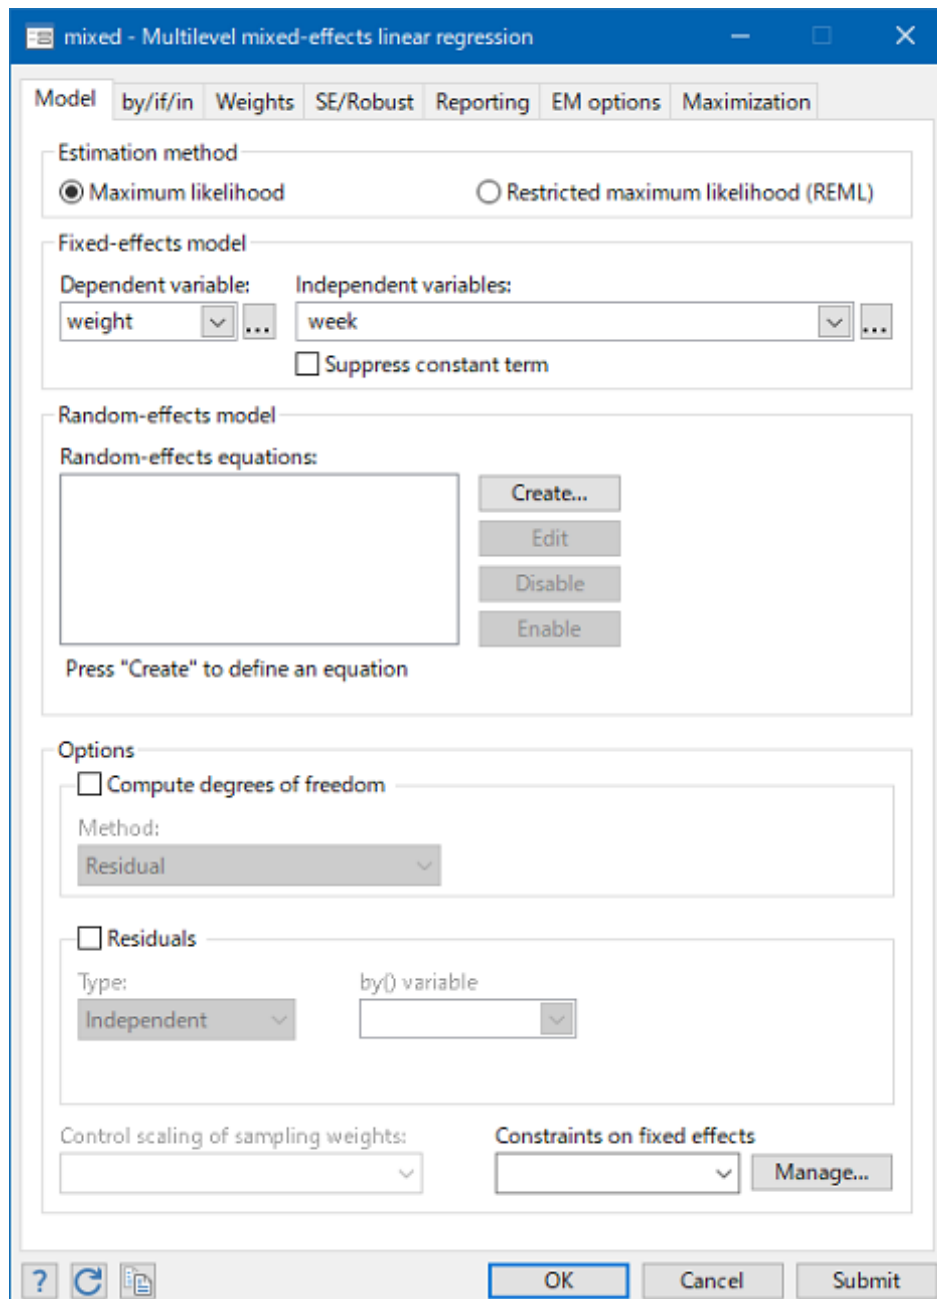 mixed - Multilevel mixed-effects linear regression
Model by/if/in Weights SE/Robust Reporting EM options Maximization
Estimation method
Maximum likelihood Restricted maximum likelihood (REML)
Fixed-effects model
Dependent variable: Independent variables:
weight ... week ...
Suppress constant term
Random-effects model
Random-effects equations:
Create...
Edit
Disable
Enable
Press "Create" to define an equation
Options
Compute degrees of freedom
Method:
Residual
Residuals
Type: by() variable
Independent
Control scaling of sampling weights: Constraints on fixed effects
Manage...
? OK Cancel Submit